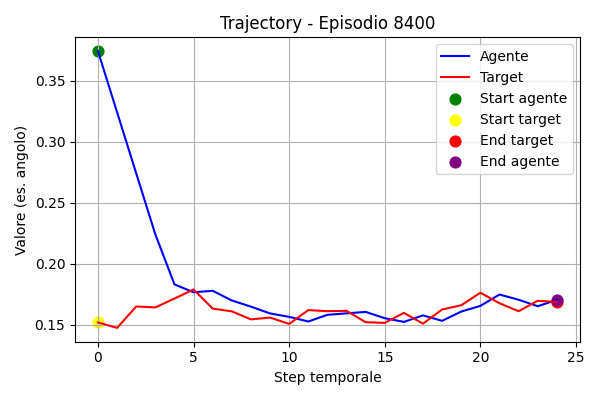 Trajectory - Episodio 8400
Valore (es. angolo)
0.35
0.30
0.25
0.20
0.15
0
5
10
15
20
25
Step temporale
Agente
Target
Start agente
Start target
End target
End agente